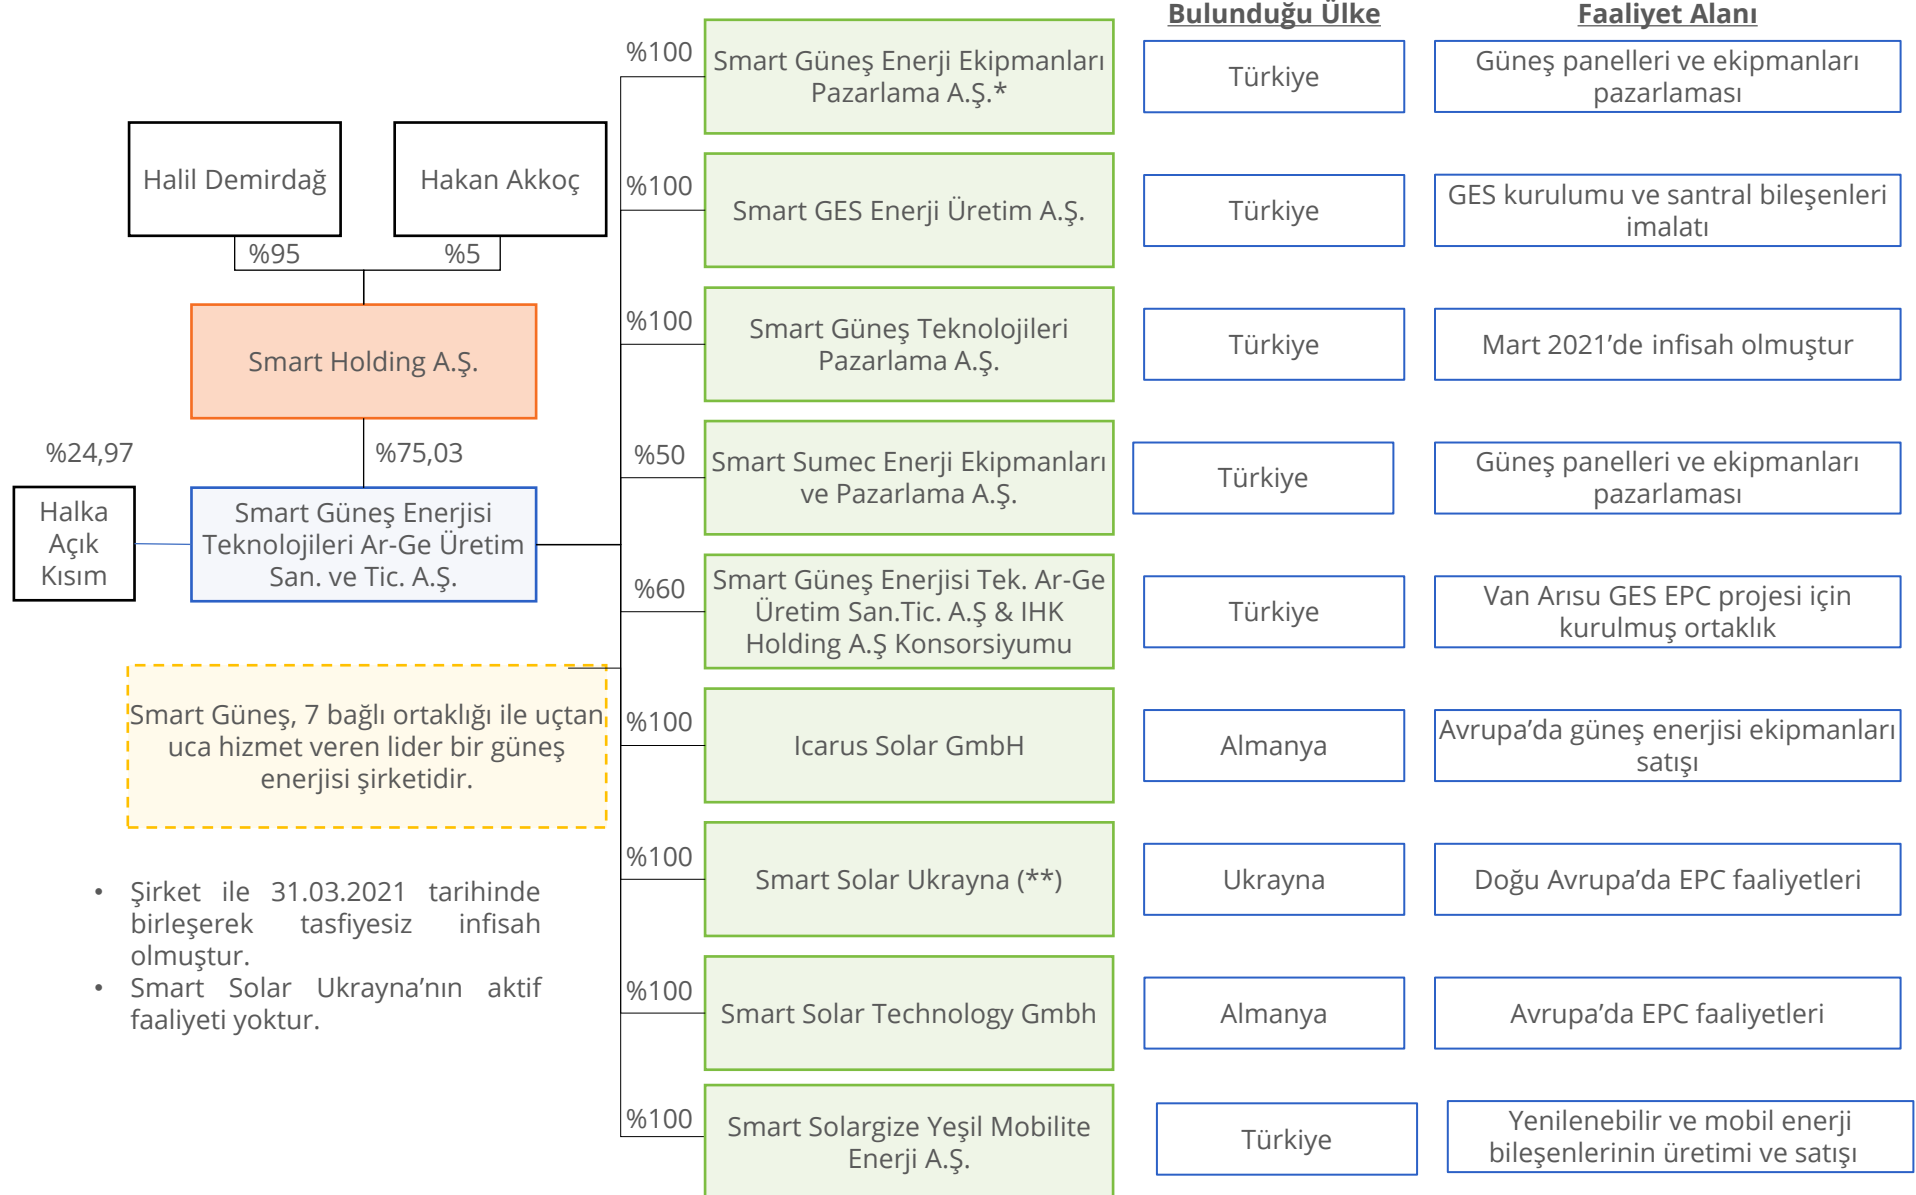 Bulunduğu Ülke
Faaliyet Alanı
%100
Smart Güneş Enerji Ekipmanları
Pazarlama A.Ş.*
Türkiye
Güneş panelleri ve ekipmanları
pazarlaması
Halil Demirdağ
Hakan Akkoç
%95
%5
Smart Holding A.Ş.
%24,97
%75,03
Halka
Açık
Kısım
Smart Güneş Enerjisi
Teknolojileri Ar-Ge Üretim
San. ve Tic. A.Ş.
%100
Smart GES Enerji Üretim A.Ş.
Türkiye
GES kurulumu ve santral bileşenleri
imalatı
%100
Smart Güneş Teknolojileri
Pazarlama A.Ş.
Türkiye
Mart 2021’de infisah olmuştur
%50
Smart Sumec Enerji Ekipmanları
ve Pazarlama A.Ş.
Türkiye
Güneş panelleri ve ekipmanları
pazarlaması
%60
Smart Güneş Enerjisi Tek. Ar-Ge
Üretim San.Tic. A.Ş & IHK
Holding A.Ş Konsorsiyumu
Türkiye
Van Arısu GES EPC projesi için
kurulmuş ortaklık
Smart Güneş, 7 bağlı ortaklığı ile uçtan
uca hizmet veren lider bir güneş
enerjisi şirketidir.
%100
Icarus Solar GmbH
Almanya
Avrupa’da güneş enerjisi ekipmanları
satışı
%100
Smart Solar Ukrayna (**)
Ukrayna
Doğu Avrupa’da EPC faaliyetleri
• Şirket ile 31.03.2021 tarihinde
birleşerek tasfiyesiz infisah
olmuştur.
• Smart Solar Ukrayna’nın aktif
faaliyeti yoktur.
%100
Smart Solar Technology Gmbh
Almanya
Avrupa’da EPC faaliyetleri
%100
Smart Solargize Yeşil Mobilite
Enerji A.Ş.
Türkiye
Yenilenebilir ve mobil enerji
bileşenlerinin üretimi ve satışı